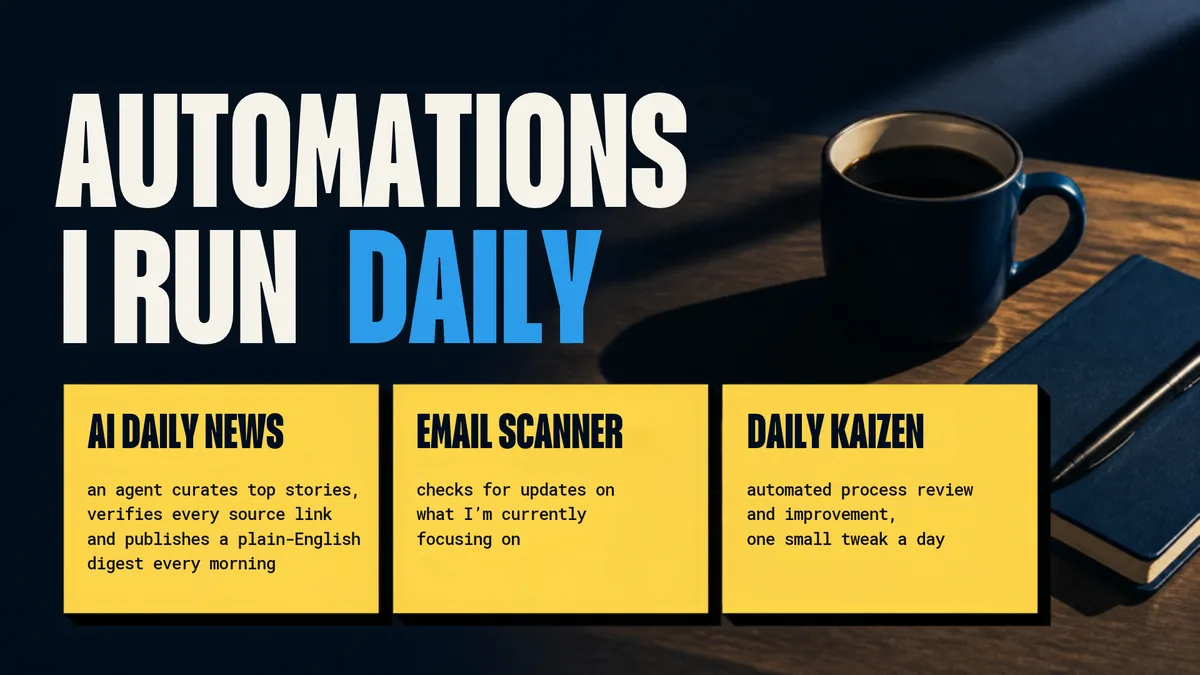 AUTOMATIONS
I RUN DAILY
AI DAILY NEWS
an agent curates top stories,
verifies every source link
and publishes a plain-English
digest every morning
EMAIL SCANNER
checks for updates on
what I’m currently
focusing on
DAILY KAIZEN
automated process review
and improvement,
one small tweak a day